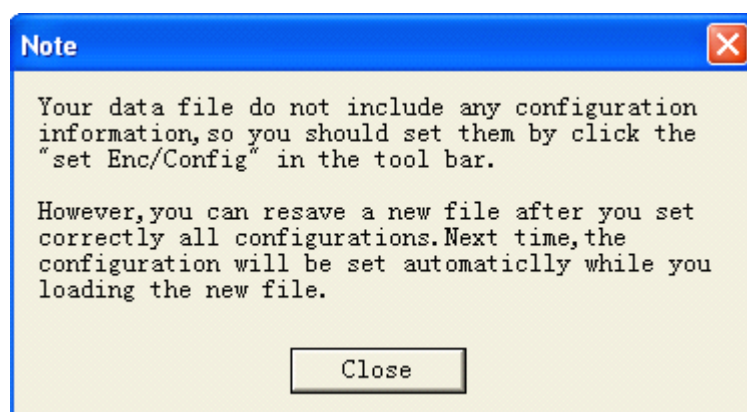 Note
Your data file do not include any configuration
information,so you should set them by click the
"set Enc/Config" in the tool bar.
However,you can resave a new file after you set
correctly all configurations.Next time,the
configuration will be set automaticlly while you
loading the new file.
Close